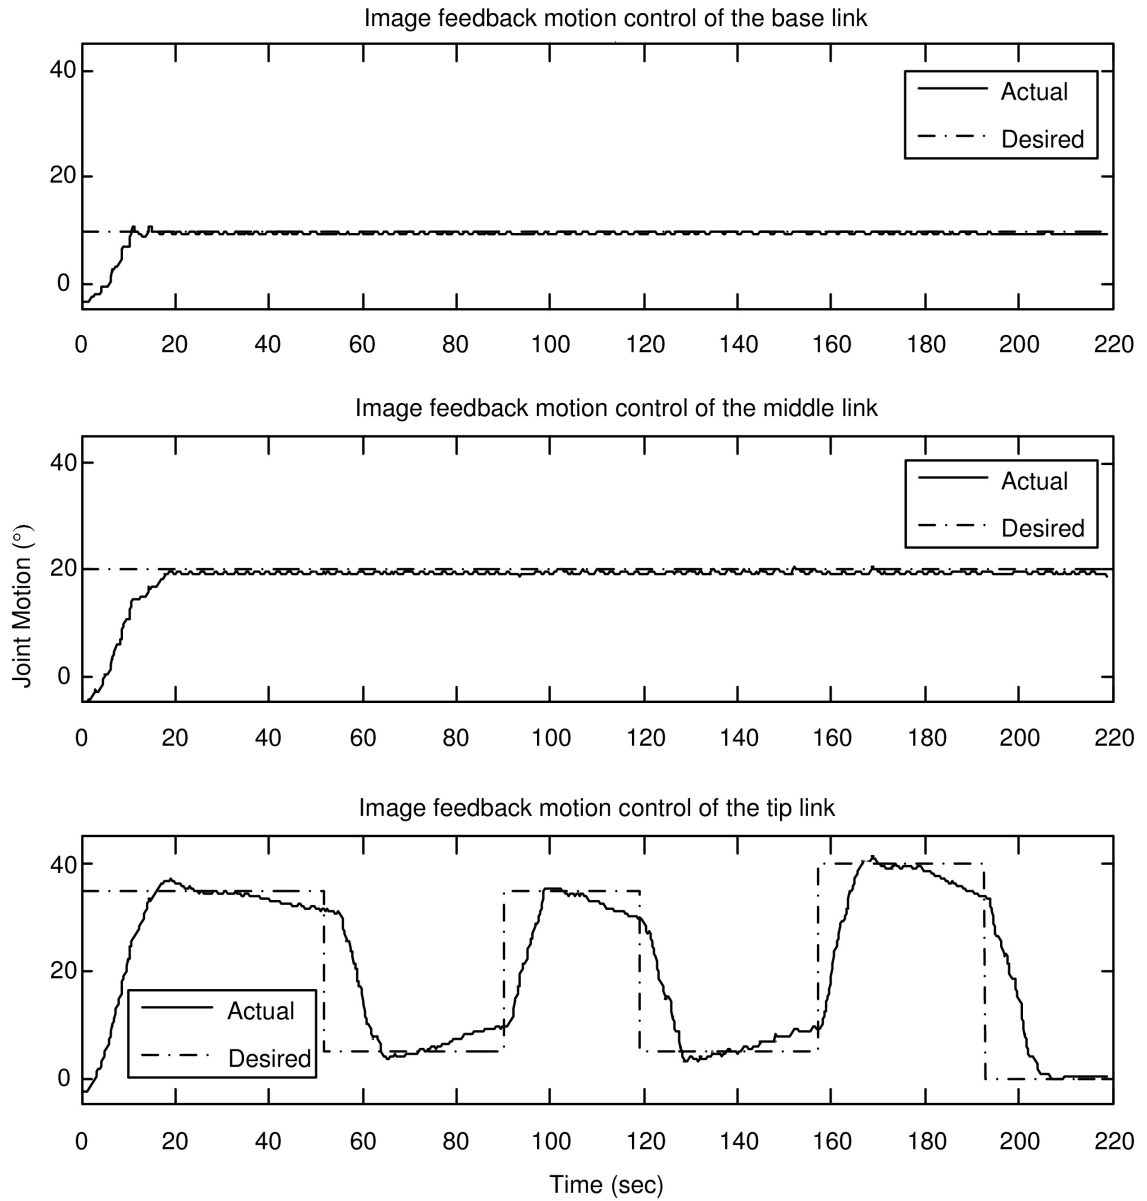 Image feedback motion control of the base link
40
20
0
Actual
Desired
0 20 40 60 80 100 120 140 160 180 200 220
Image feedback motion control of the middle link
Joint Motion (°)
40
20
0
Actual
Desired
0 20 40 60 80 100 120 140 160 180 200 220
Image feedback motion control of the tip link
40
20
0
Actual
Desired
0 20 40 60 80 100 120 140 160 180 200 220
Time (sec)